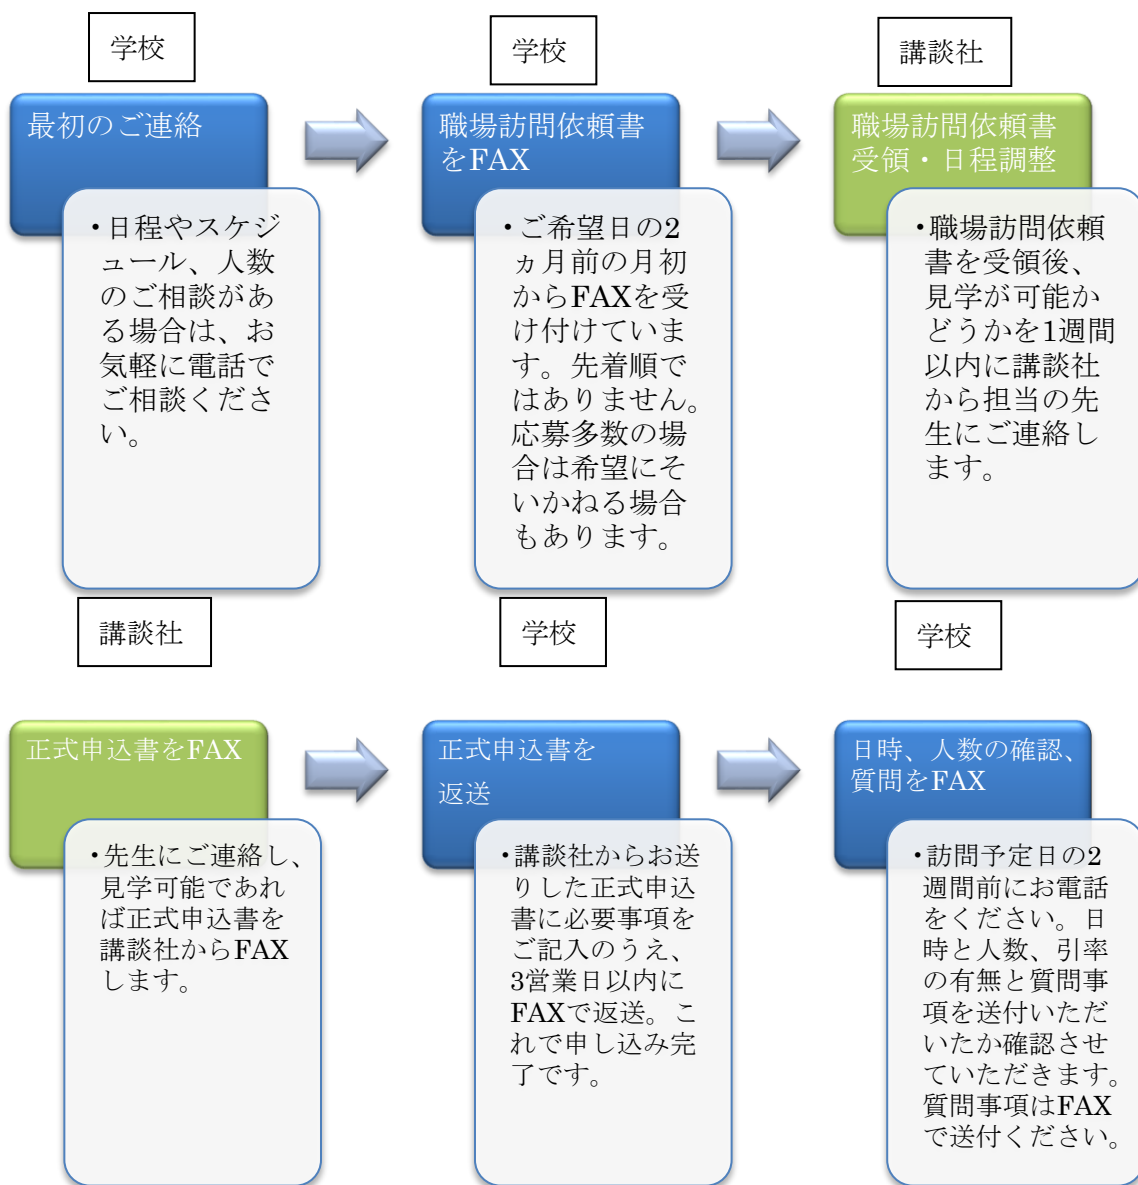 学校
最初のご連絡
・日程やスケジ
ュール、人数
のご相談があ
る場合は、お
気軽に電話で
ご相談くださ
い。
学校
職場訪問依頼書
をFAX
・ご希望日の2
ヵ月前の月初
からFAXを受
け付けていま
す。先着順で
はありません。
応募多数の場
合は希望にそ
いかねる場合
もあります。
講談社
職場訪問依頼書
受領・日程調整
・職場訪問依頼
書を受領後、
見学が可能か
どうかを1週間
以内に講談社
から担当の先
生にご連絡し
ます。
講談社
正式申込書をFAX
・先生にご連絡し、
見学可能であれ
ば正式申込書を
講談社からFAX
します。
学校
正式申込書を
返送
・講談社からお送
りした正式申込
書に必要事項を
ご記入のうえ、
3営業日以内に
FAXで返送。こ
れで申し込み完
了です。
学校
日時、人数の確認、
質問をFAX
・訪問予定日の2
週間前にお電話
をください。日
時と人数、引率
の有無と質問事
項を送付いただ
いたか確認させ
ていただきます。
質問事項はFAX
で送付ください。